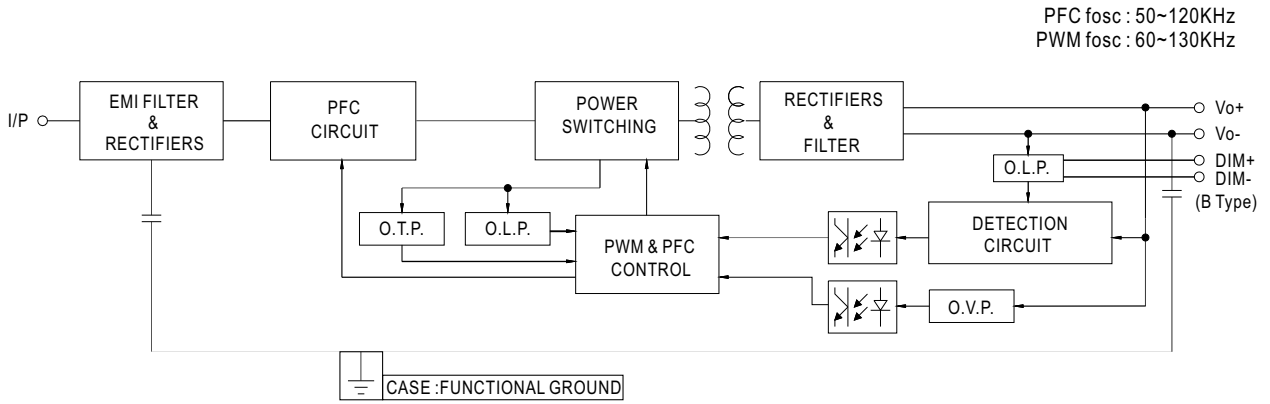 PFC fosc : 50~120KHz
PWM fosc : 60~130KHz
I/P
EMI FILTER
&
RECTIFIERS
PFC
CIRCUIT
POWER
SWITCHING
RECTIFIERS
&
FILTER
Vo+
Vo-
DIM+
DIM-
(B Type)
O.L.P.
O.T.P.
O.L.P.
PWM & PFC
CONTROL
DETECTION
CIRCUIT
O.V.P.
CASE :FUNCTIONAL GROUND